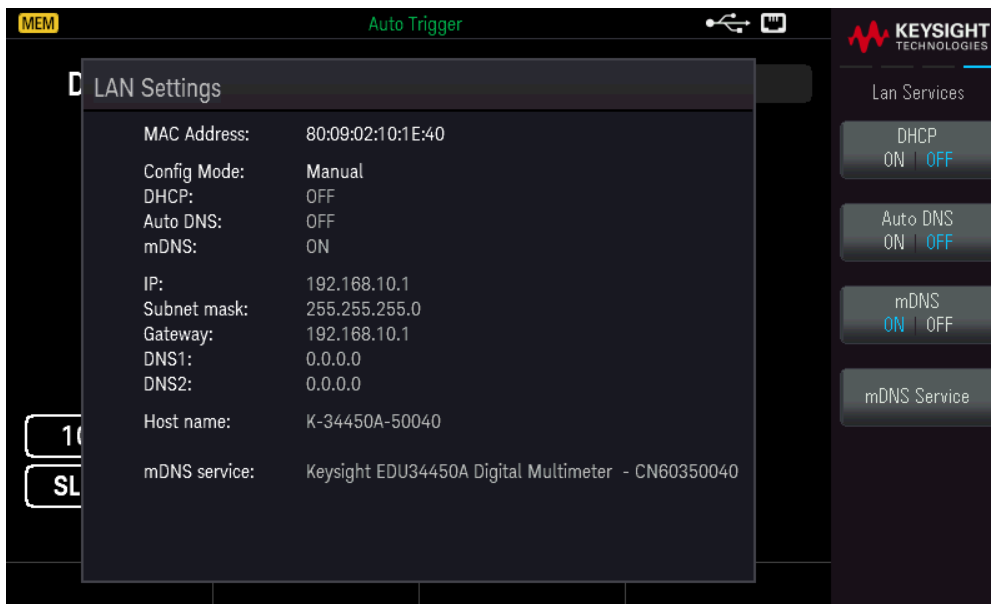 MEM
Auto Trigger
KEYSIGHT
TECHNOLOGIES
D
LAN Settings
MAC Address: 80:09:02:10:1E:40
Config Mode: Manual
DHCP: OFF
Auto DNS: OFF
mDNS: ON
IP: 192.168.10.1
Subnet mask: 255.255.255.0
Gateway: 192.168.10.1
DNS1: 0.0.0.0
DNS2: 0.0.0.0
Host name: K-34450A-50040
mDNS service: Keysight EDU34450A Digital Multimeter - CN60350040
10
SL
Lan Services
DHCP
ON | OFF
Auto DNS
ON | OFF
mDNS
ON | OFF
mDNS Service